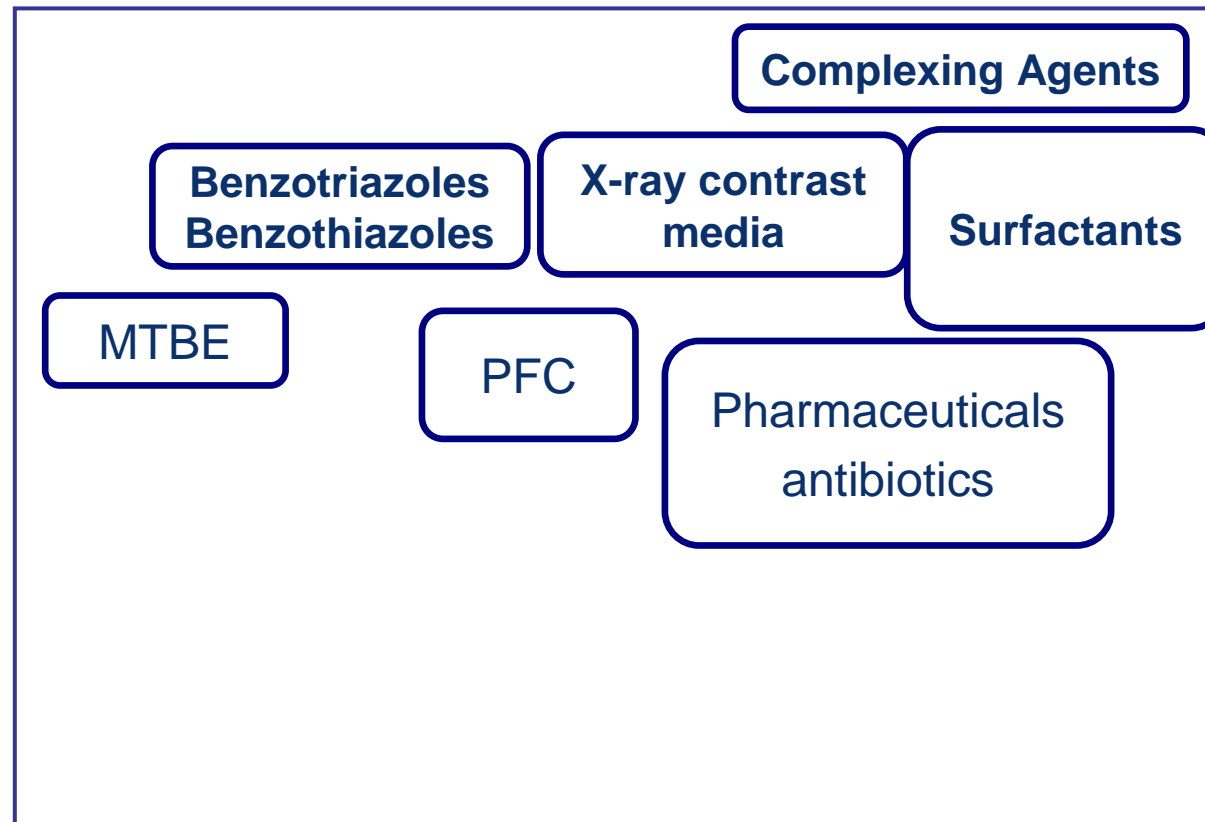 Complexing Agents
Benzotriazoles
Benzothiazoles
X-ray contrast
media
Surfactants
MTBE
PFC
Pharmaceuticals
antibiotics